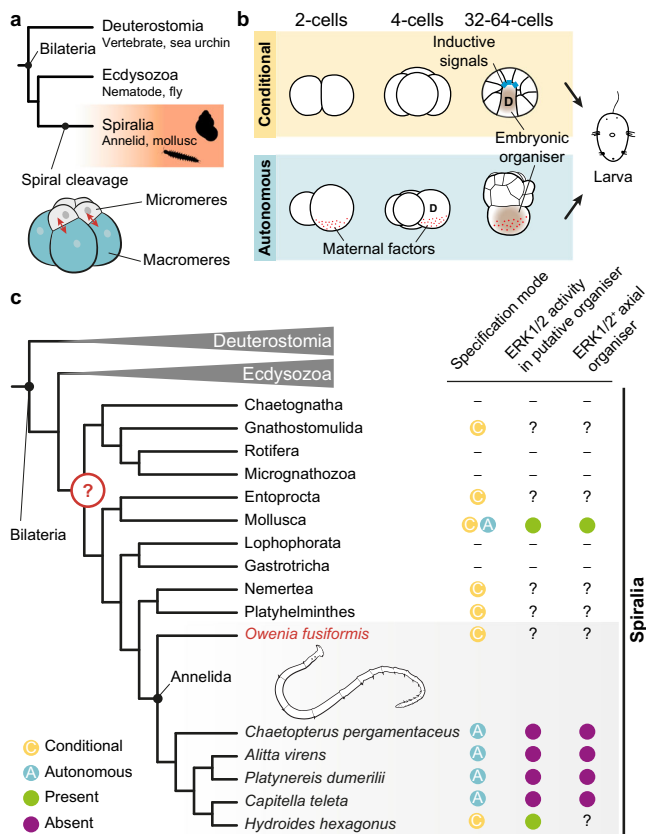 a
Deuterostomia
Vertebrate, sea urchin
Bilateria
Ecdysozoa
Nematode, fly
Spiralia
Annelid, mollusc
Spiral cleavage
Micromeres
Macromeres
b
2-cells 4-cells 32-64-cells
Conditional
Inductive
signals
D
Embryonic
organiser
Autonomous
D
Maternal factors
Larva
c
Specification mode
ERK1/2 activity
in putative organiser
ERK1/2+ axial
organiser
Deuterostomia
Ecdysozoa
Chaetognatha – – –
Gnathostomulida C ? ?
Rotifera – – –
Micrognathozoa – – –
?
Entoprocta C ? ?
Mollusca C A
Bilateria
Lophophorata – – –
Gastrotricha – – –
Nemertea C ? ?
Platyhelminthes C ? ?
Owenia fusiformis C ? ?
Spiralia
Annelida
Chaetopterus pergamentaceus A
Alitta virens A
Platynereis dumerilii A
Capitella teleta A
Hydroides hexagonus C ?
C Conditional
A Autonomous
Present
Absent